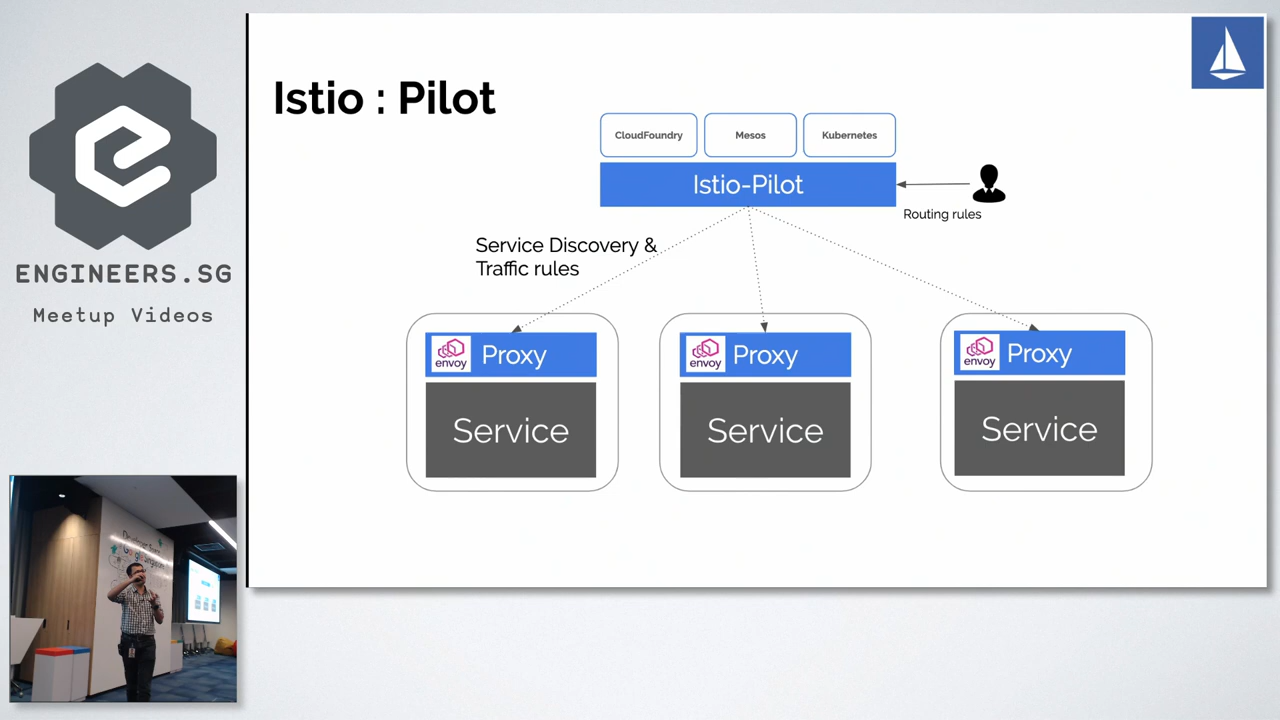 ENGINEERS.SG
Meetup Videos
Istio : Pilot
CloudFoundry
Mesos
Kubernetes
Istio-Pilot
Routing rules
Service Discovery &
Traffic rules
envoy
Proxy
Service
envoy
Proxy
Service
envoy
Proxy
Service